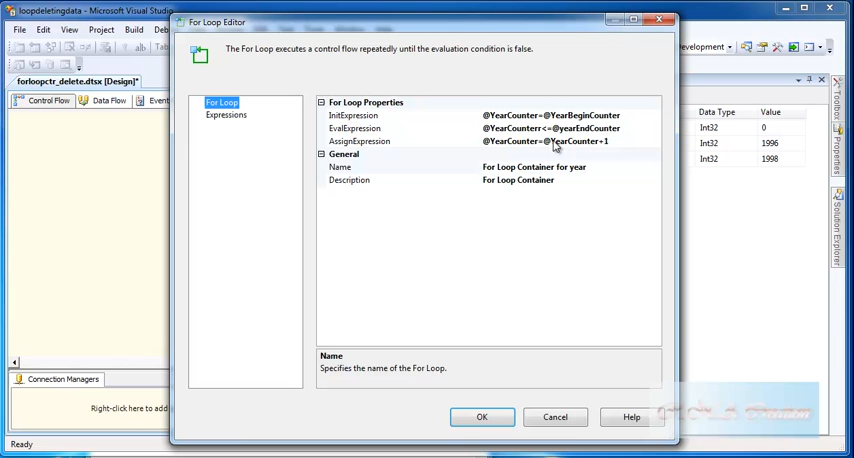 loopdeletingdata - Microsoft Visual Studio
For Loop Editor
File Edit View Project Build
The For Loop executes a control flow repeatedly until the evaluation condition is false.
Development
forloopctr_delete.dtsx [Design]*
Control Flow Data Flow
For Loop
Expressions
For Loop Properties
InitExpression @YearCounter=@YearBeginCounter
EvalExpression @YearCounterr<=@yearEndCounter
AssignExpression @YearCounter=@YearCounter+1
General
Name For Loop Container for year
Description For Loop Container
Data Type Value
Int32 0
Int32 1996
Int32 1998
Toolbox
Properties
Solution Explorer
Name
Specifies the name of the For Loop.
Connection Managers
Right-click here to add
OK Cancel Help
Ready